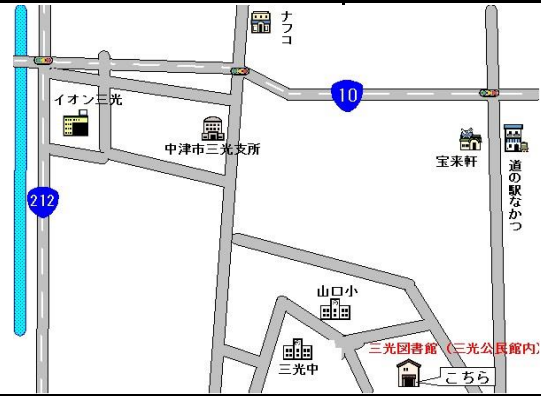 ナフコ
10
イオン三光
中津市三光支所
宝来軒
道の駅なかつ
212
山口小
三光図書館（三光公民館内）
三光中
こちら